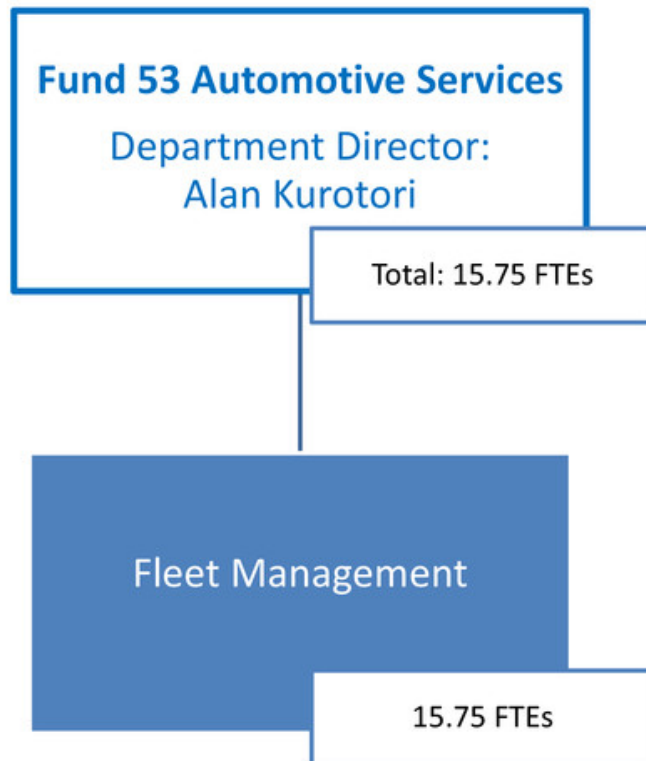 Fund 53 Automotive Services
Department Director:
Alan Kurotori
Total: 15.75 FTEs
Fleet Management
15.75 FTEs